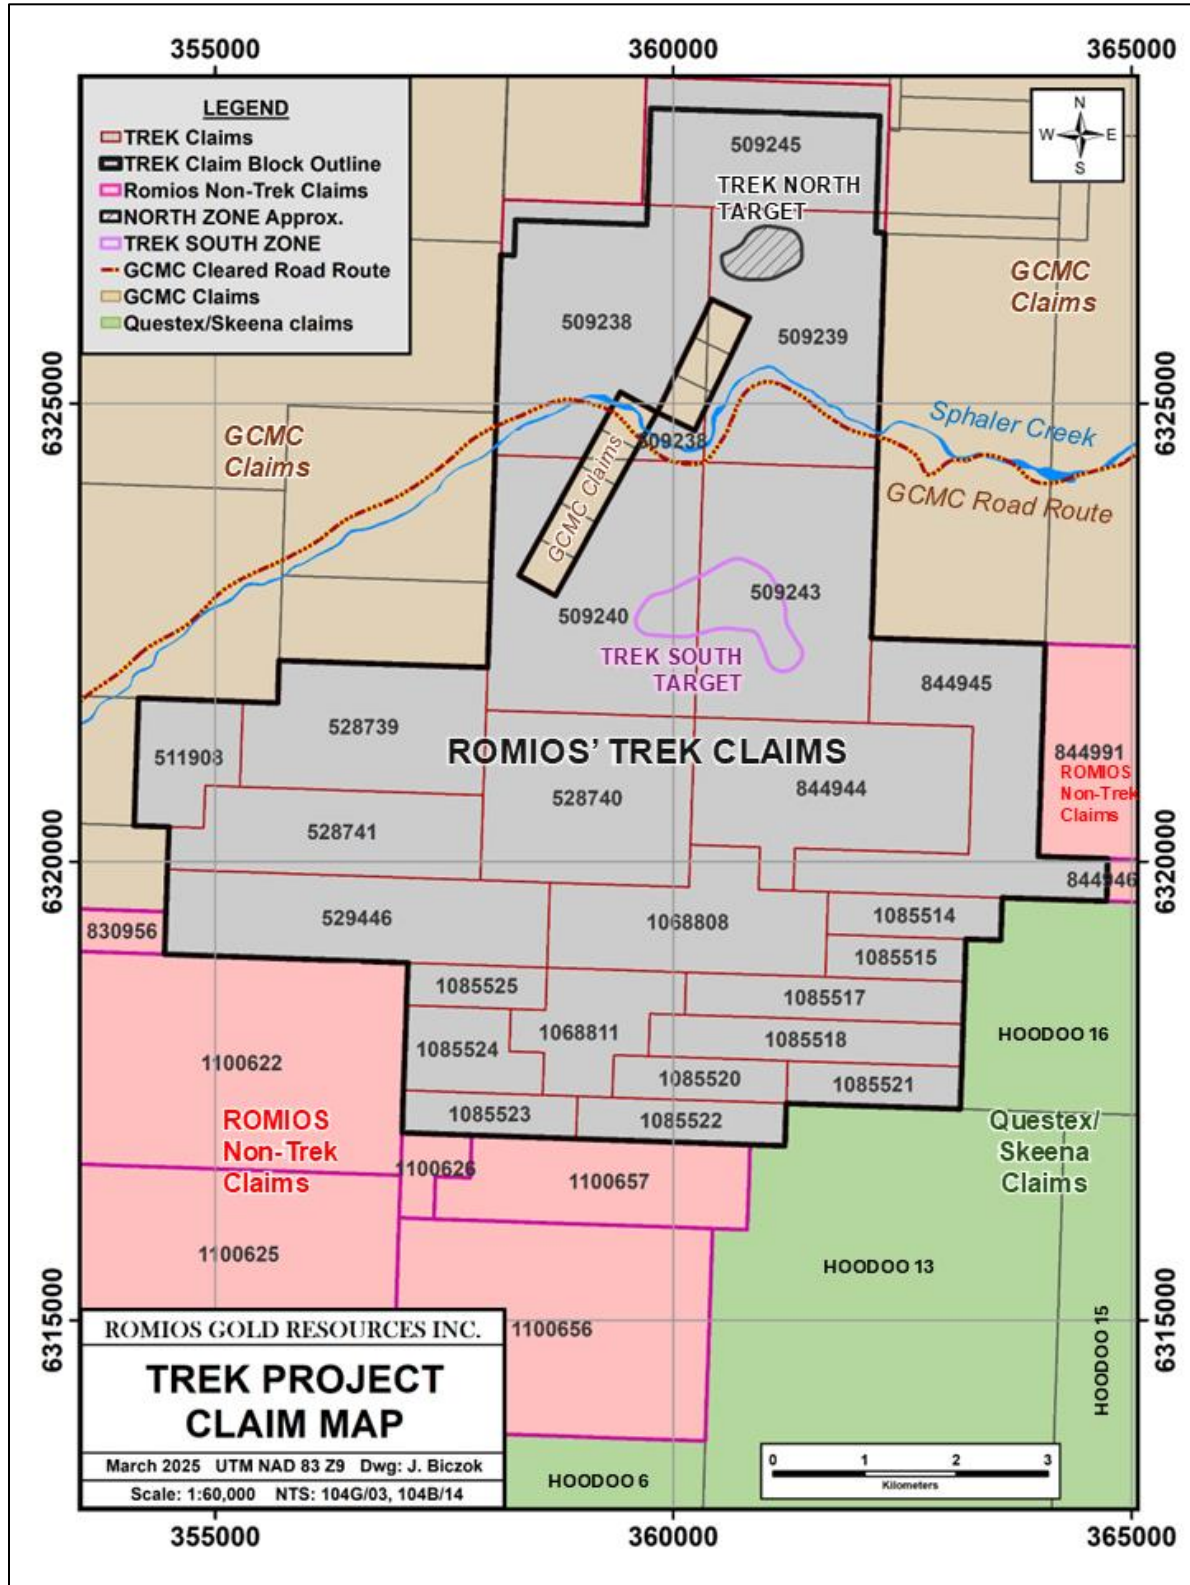 355000
360000
365000
LEGEND
TREK Claims
TREK Claim Block Outline
Romios Non-Trek Claims
NORTH ZONE Approx.
TREK SOUTH ZONE
GCMC Cleared Road Route
GCMC Claims
Questex/Skeena claims
N
W
E
S
509245
TREK NORTH
TARGET
GCMC
Claims
509238
509239
6325000
6325000
Sphaler Creek
GCMC
Claims
509238
GCMC Claims
GCMC Road Route
509243
509240
TREK SOUTH
TARGET
844945
528739
ROMIOS' TREK CLAIMS
511903
844991
ROMIOS
Non-Trek
Claims
528740
844944
528741
6320000
6320000
844946
529446
1068808
1085514
830956
1085515
1085525
1085517
1068811
1085518
HOODOO 16
1085524
1100622
1085520
1085521
1085523
1085522
ROMIOS
Non-Trek
Claims
Questex/
Skeena
Claims
1100626
1100657
1100625
HOODOO 13
6315000
6315000
ROMIOS GOLD RESOURCES INC.
1100656
HOODOO 15
TREK PROJECT
CLAIM MAP
March 2025 UTM NAD 83 Z9 Dwg: J. Biczok
Scale: 1:60,000 NTS: 104G/03, 104B/14
HOODOO 6
0 1 2 3
Kilometers
355000
360000
365000